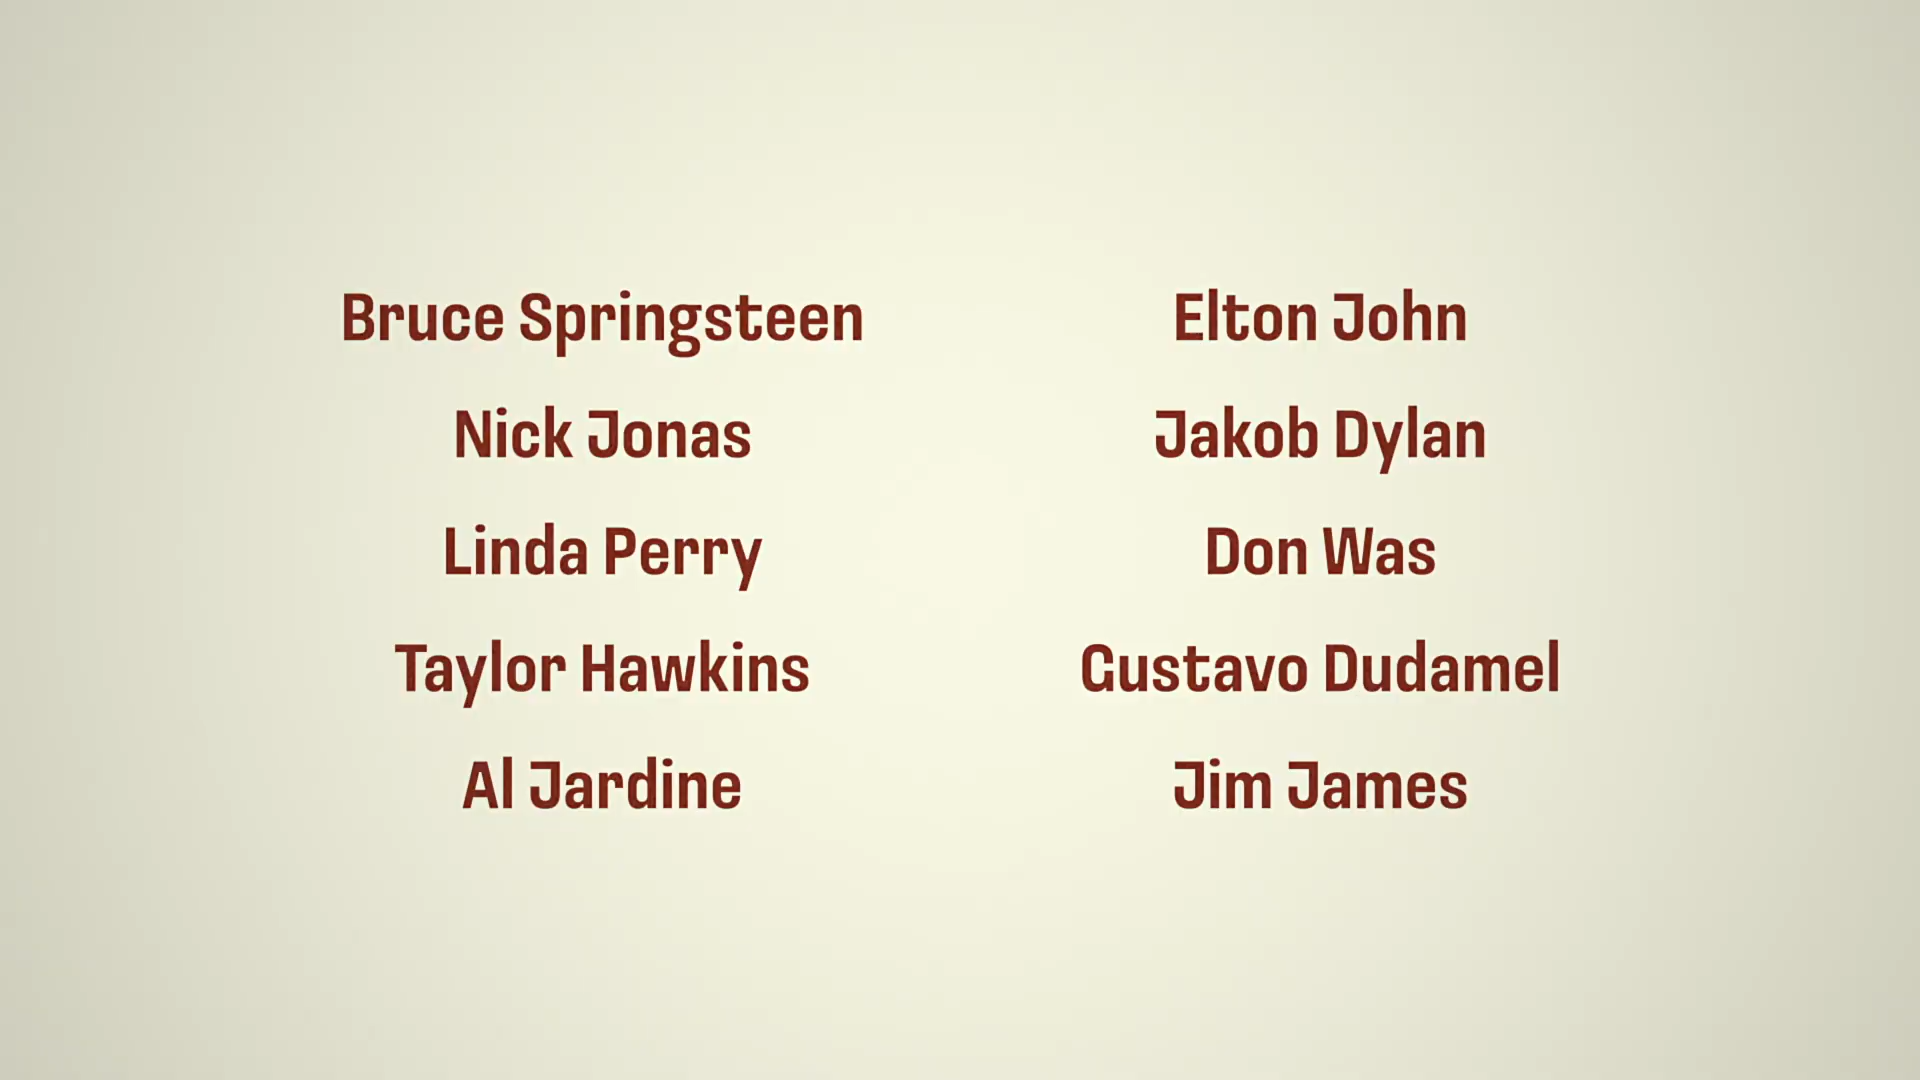 Bruce Springsteen
Elton John
Nick Jonas
Jakob Dylan
Linda Perry
Don Was
Taylor Hawkins
Gustavo Dudamel
Al Jardine
Jim James